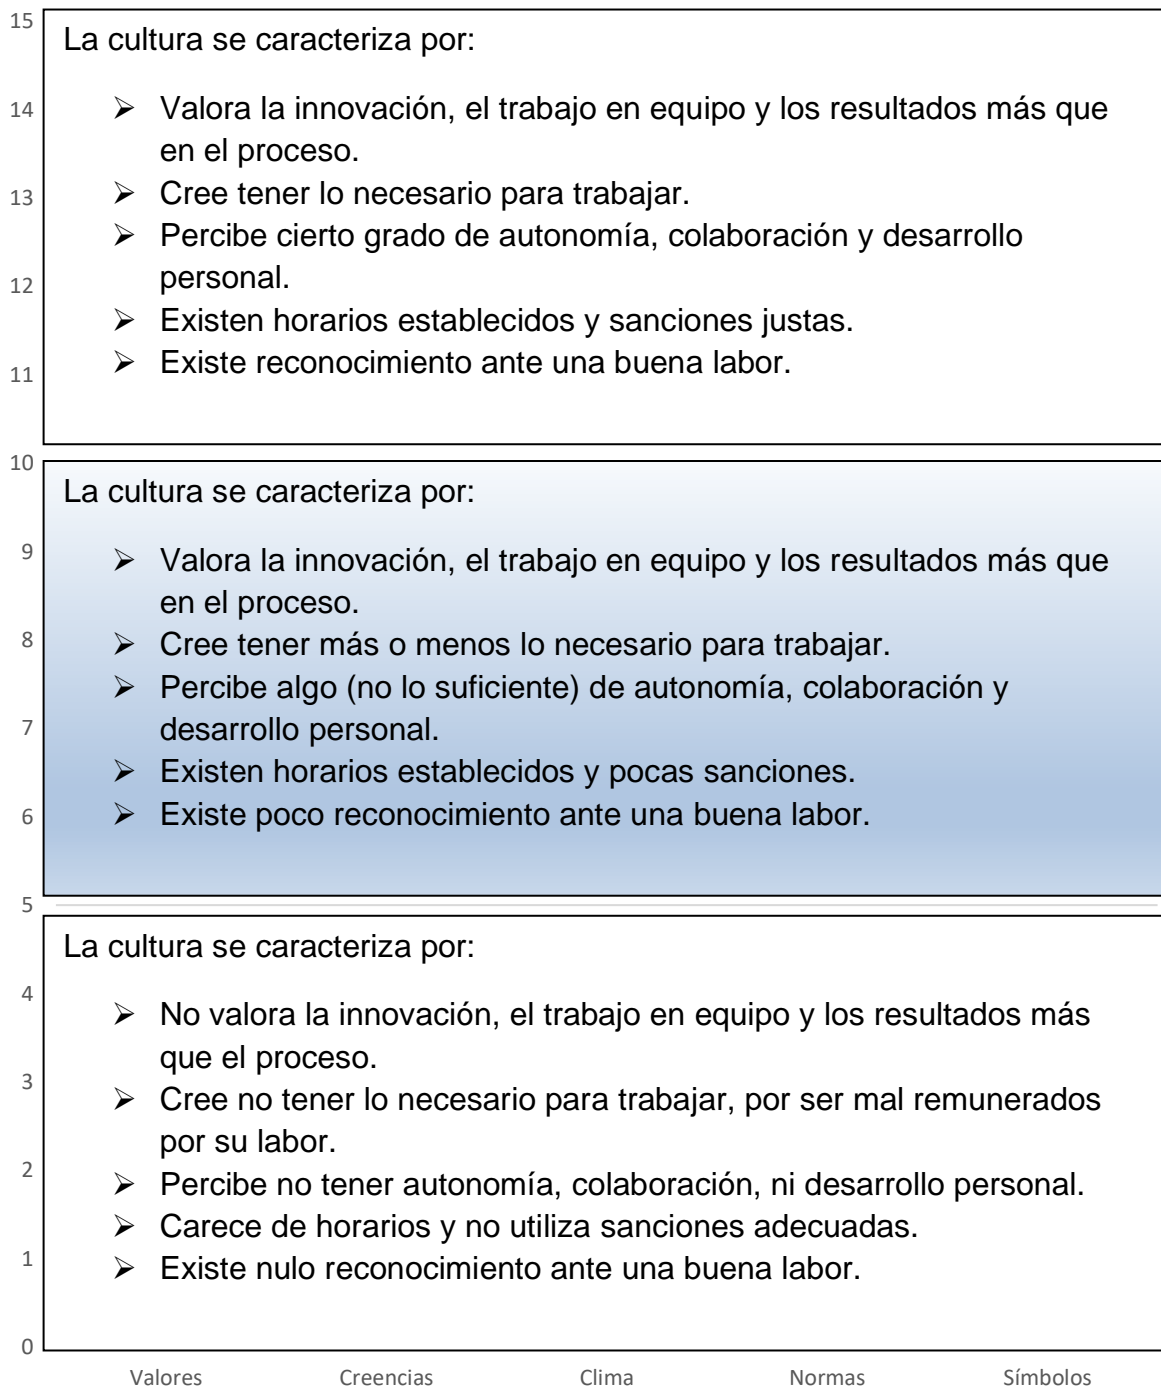 15
La cultura se caracteriza por:
14
➢ Valora la innovación, el trabajo en equipo y los resultados más que
en el proceso.
13
➢ Cree tener lo necesario para trabajar.
➢ Percibe cierto grado de autonomía, colaboración y desarrollo
personal.
12
➢ Existen horarios establecidos y sanciones justas.
➢ Existe reconocimiento ante una buena labor.
11
10
La cultura se caracteriza por:
9
➢ Valora la innovación, el trabajo en equipo y los resultados más que
en el proceso.
8
➢ Cree tener más o menos lo necesario para trabajar.
➢ Percibe algo (no lo suficiente) de autonomía, colaboración y
desarrollo personal.
7
➢ Existen horarios establecidos y pocas sanciones.
➢ Existe poco reconocimiento ante una buena labor.
6
5
La cultura se caracteriza por:
4
➢ No valora la innovación, el trabajo en equipo y los resultados más
que el proceso.
3
➢ Cree no tener lo necesario para trabajar, por ser mal remunerados
por su labor.
2
➢ Percibe no tener autonomía, colaboración, ni desarrollo personal.
➢ Carece de horarios y no utiliza sanciones adecuadas.
1
➢ Existe nulo reconocimiento ante una buena labor.
0
Valores Creencias Clima Normas Símbolos